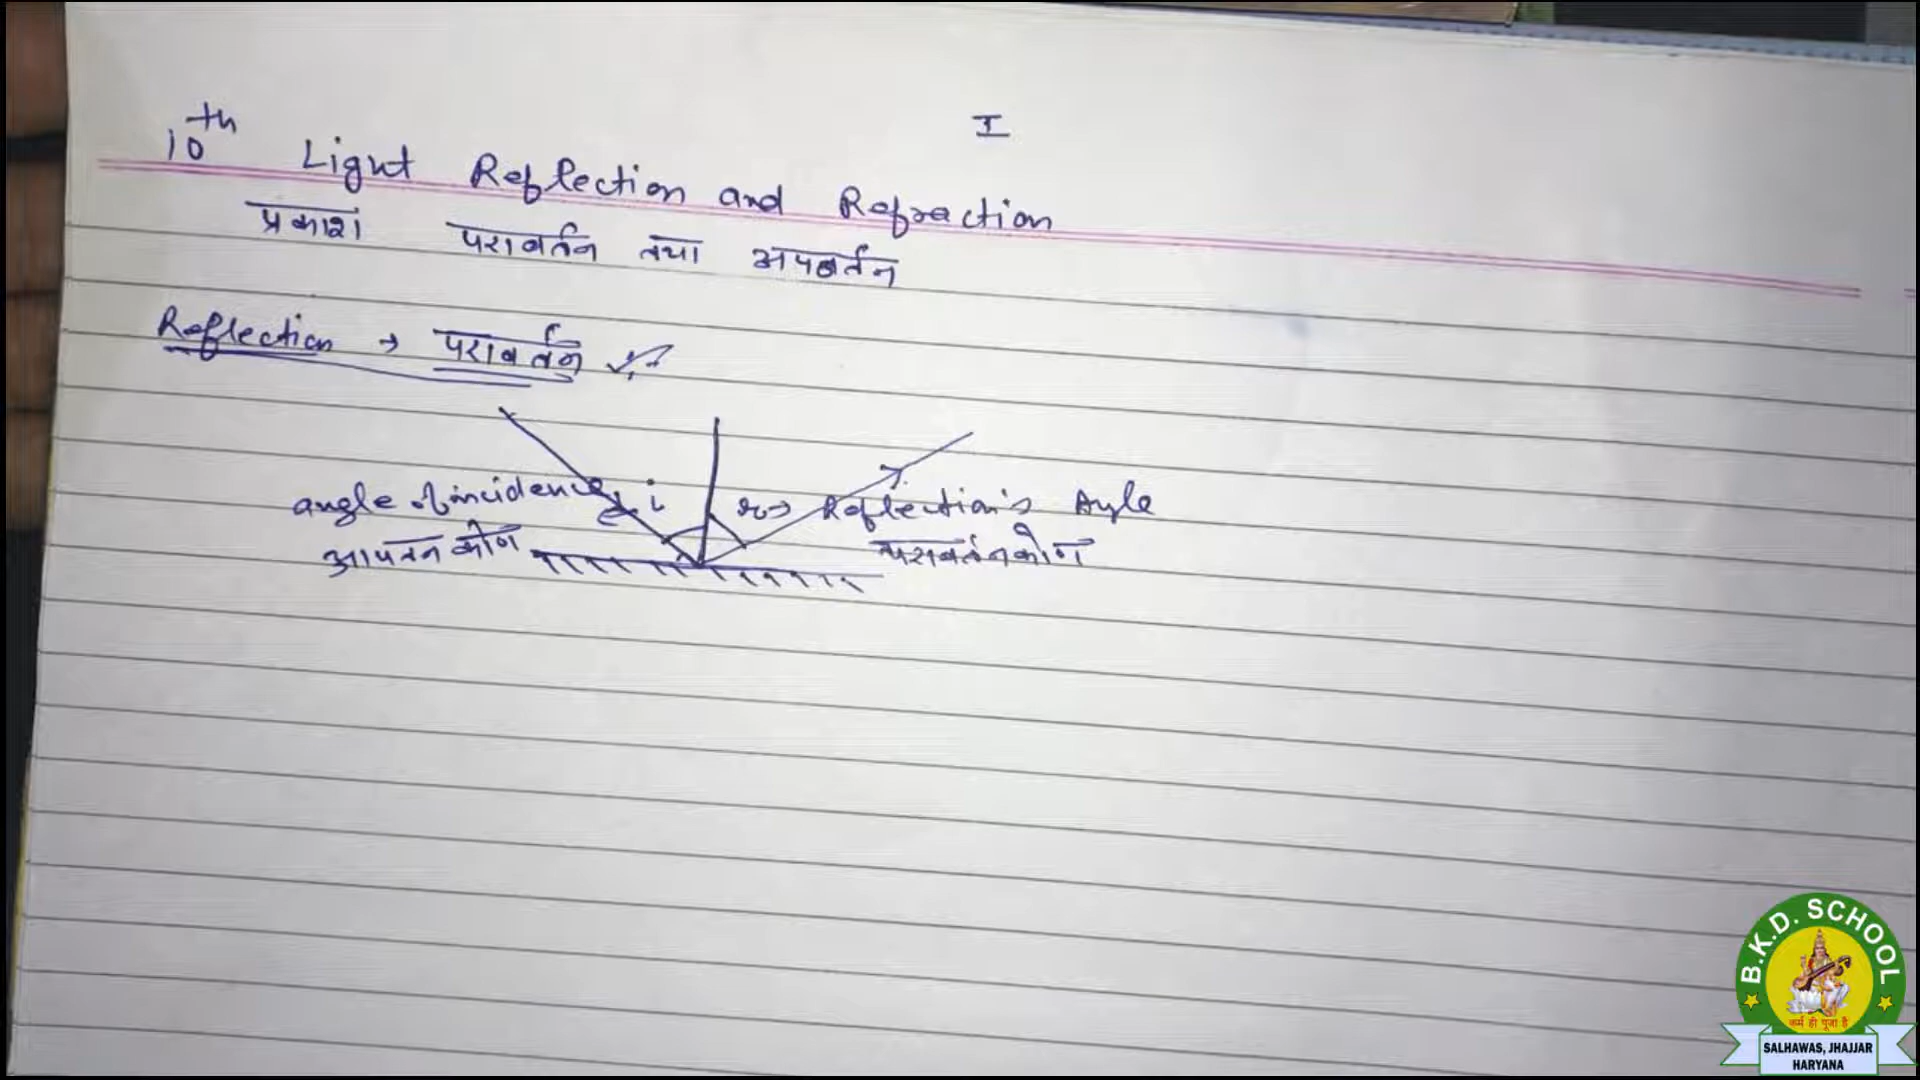 I
10th Light Reflection and Refraction
प्रकाश परावर्तन तथा अपवर्तन
Reflection → परावर्तन
angle of incidence i r → Reflection's Angle
आपतन कोण परावर्तन कोण
B.K.D. SCHOOL
कर्म ही पूजा है
SALHAWAS, JHAJJAR
HARYANA